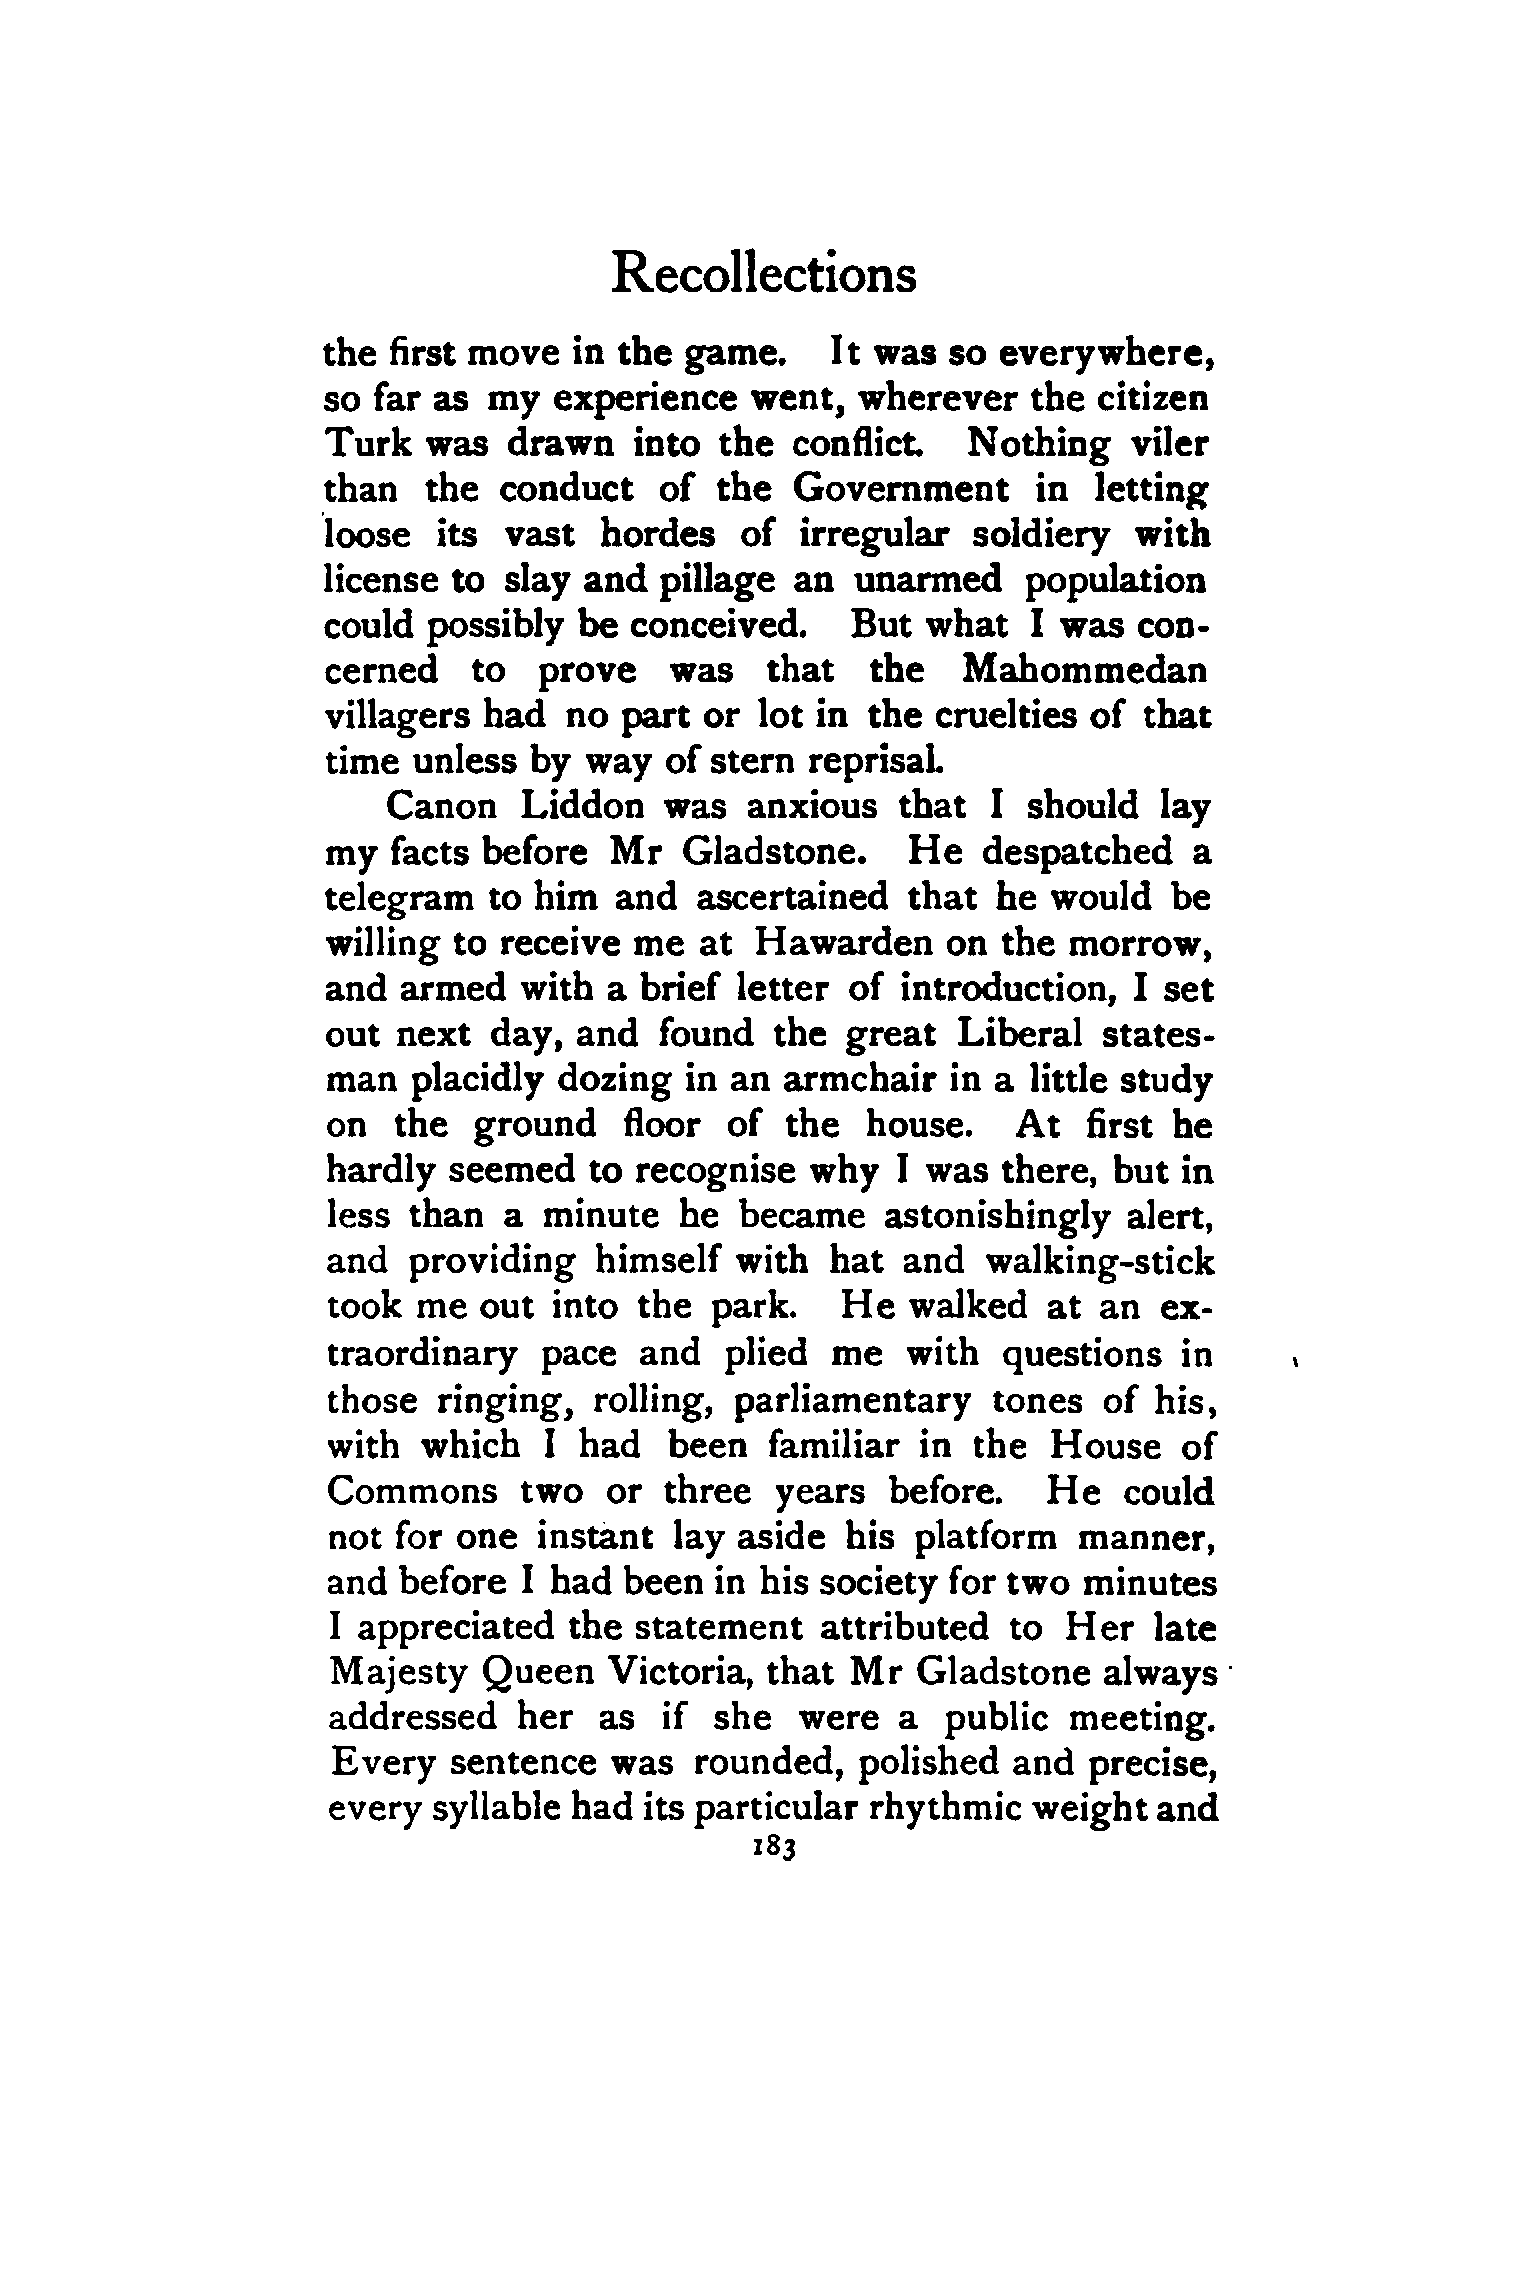 Recollections
the first move in the game. It was so everywhere,
so far as my experience went, wherever the citizen
Turk was drawn into the conflict. Nothing viler
than the conduct of the Government in letting
loose its vast hordes of irregular soldiery with
license to slay and pillage an unarmed population
could possibly be conceived. But what I was con-
cerned to prove was that the Mahommedan
villagers had no part or lot in the cruelties of that
time unless by way of stern reprisal.
Canon Liddon was anxious that I should lay
my facts before Mr Gladstone. He despatched a
telegram to him and ascertained that he would be
willing to receive me at Hawarden on the morrow,
and armed with a brief letter of introduction, I set
out next day, and found the great Liberal states-
man placidly dozing in an armchair in a little study
on the ground floor of the house. At first he
hardly seemed to recognise why I was there, but in
less than a minute he became astonishingly alert,
and providing himself with hat and walking-stick
took me out into the park. He walked at an ex-
traordinary pace and plied me with questions in
those ringing, rolling, parliamentary tones of his,
with which I had been familiar in the House of
Commons two or three years before. He could
not for one instant lay aside his platform manner,
and before I had been in his society for two minutes
I appreciated the statement attributed to Her late
Majesty Queen Victoria, that Mr Gladstone always
addressed her as if she were a public meeting.
Every sentence was rounded, polished and precise,
every syllable had its particular rhythmic weight and
183